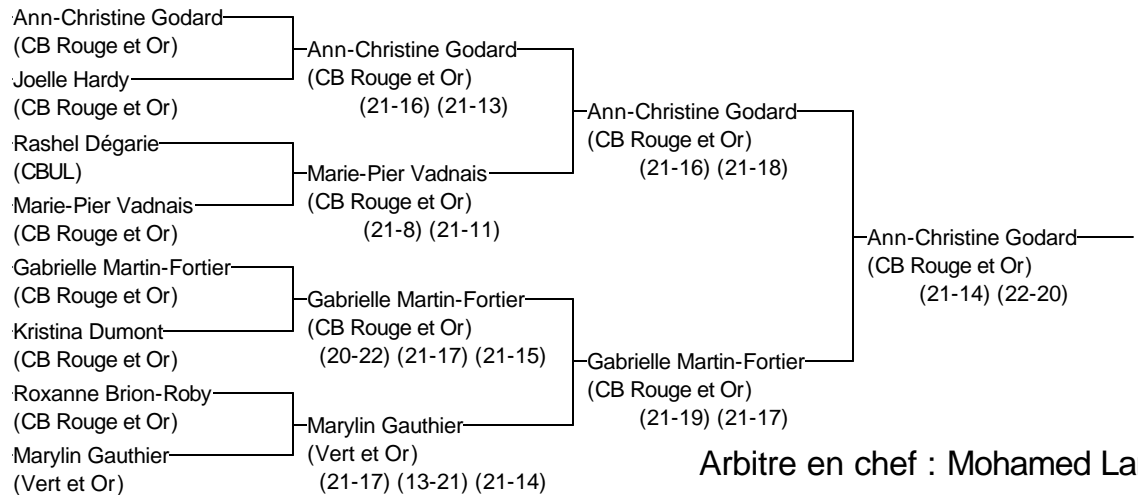 Ann-Christine Godard
(CB Rouge et Or)
Joelle Hardy
(CB Rouge et Or)
Rashel Dégarie
(CBUL)
Marie-Pier Vadnais
(CB Rouge et Or)
Gabrielle Martin-Fortier
(CB Rouge et Or)
Kristina Dumont
(CB Rouge et Or)
Roxanne Brion-Roby
(CB Rouge et Or)
Marylin Gauthier
(Vert et Or)
Ann-Christine Godard
(CB Rouge et Or)
(21-16) (21-13)
Marie-Pier Vadnais
(CB Rouge et Or)
(21-8) (21-11)
Gabrielle Martin-Fortier
(CB Rouge et Or)
(20-22) (21-17) (21-15)
Marylin Gauthier
(Vert et Or)
(21-17) (13-21) (21-14)
Ann-Christine Godard
(CB Rouge et Or)
(21-16) (21-18)
Gabrielle Martin-Fortier
(CB Rouge et Or)
(21-19) (21-17)
Ann-Christine Godard
(CB Rouge et Or)
(21-14) (22-20)
Arbitre en chef : Mohamed